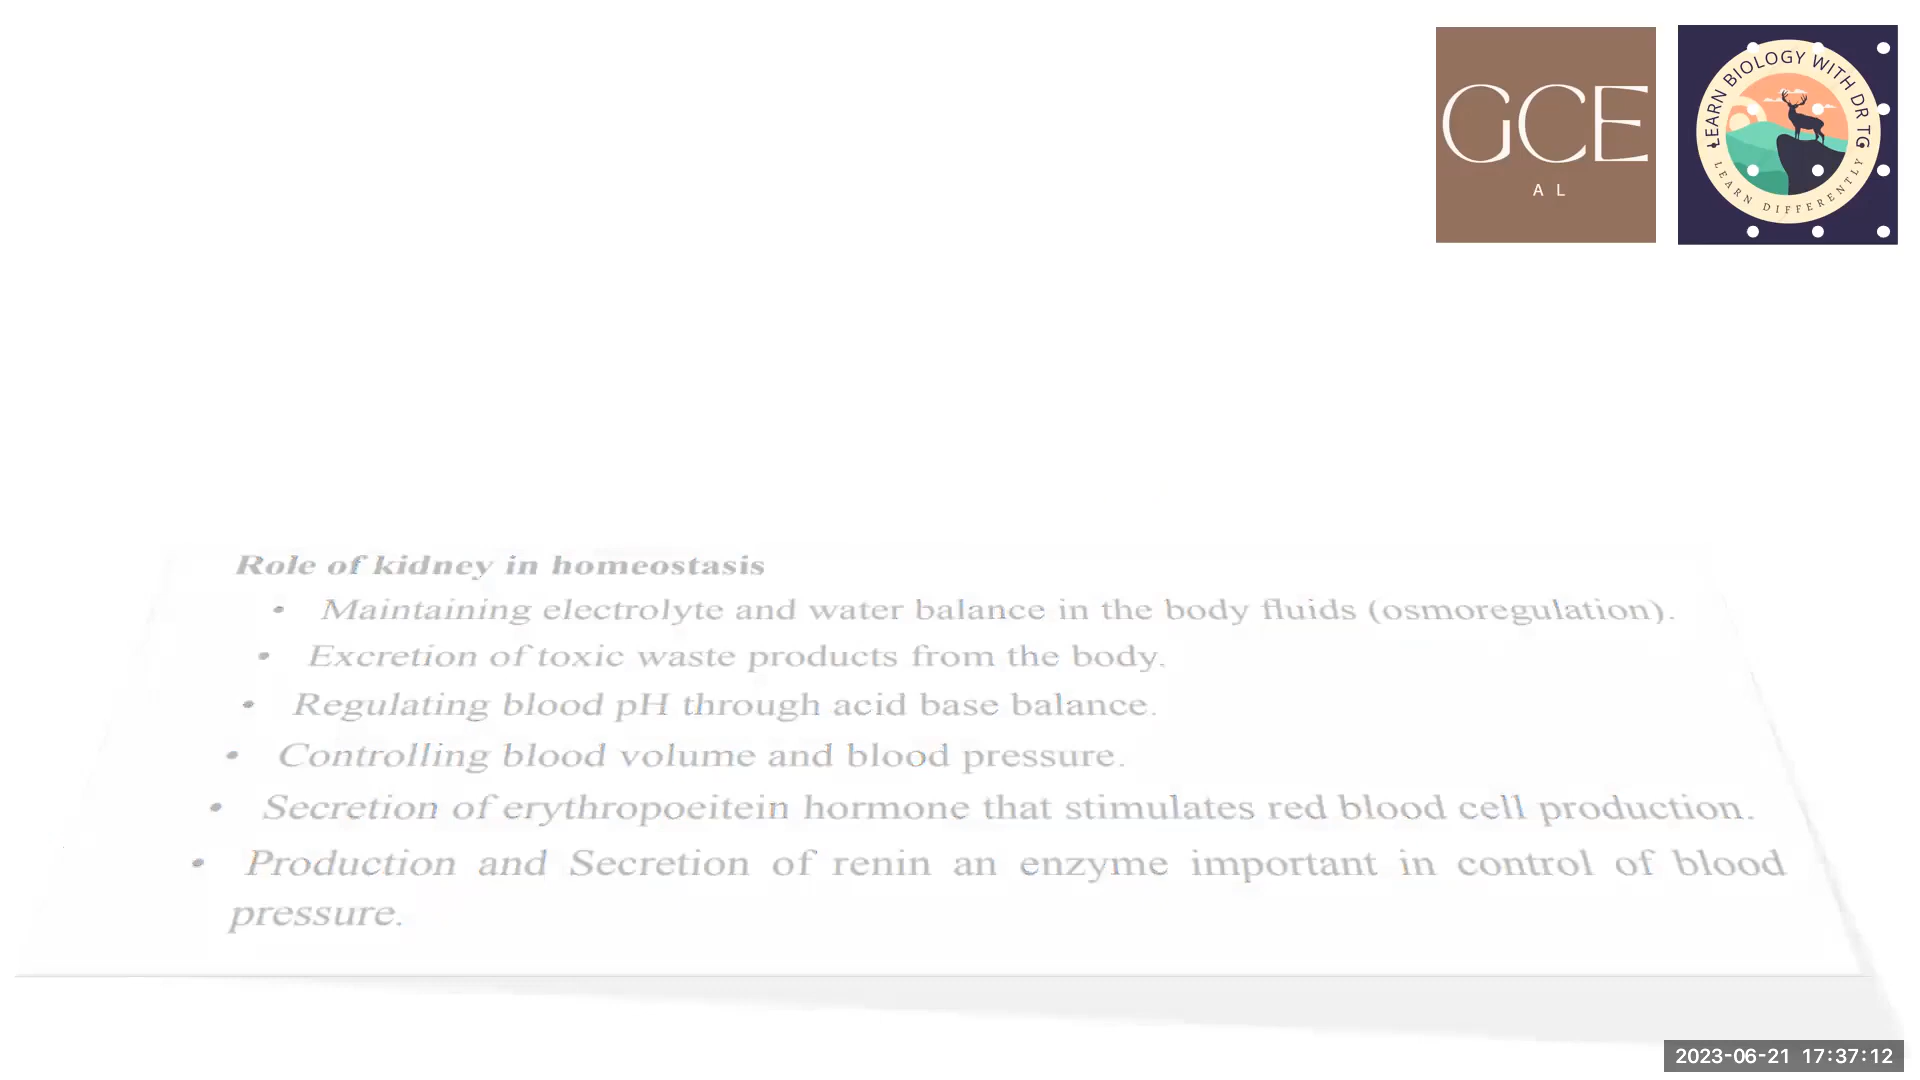 GCE
A L
LEARN BIOLOGY WITH DR TG
LEARN DIFFERENTLY
Role of kidney in homeostasis
• Maintaining electrolyte and water balance in the body fluids (osmoregulation).
• Excretion of toxic waste products from the body.
• Regulating blood pH through acid base balance.
• Controlling blood volume and blood pressure.
• Secretion of erythropoeitein hormone that stimulates red blood cell production.
• Production and Secretion of renin an enzyme important in control of blood
pressure.
2023-06-21 17:37:12